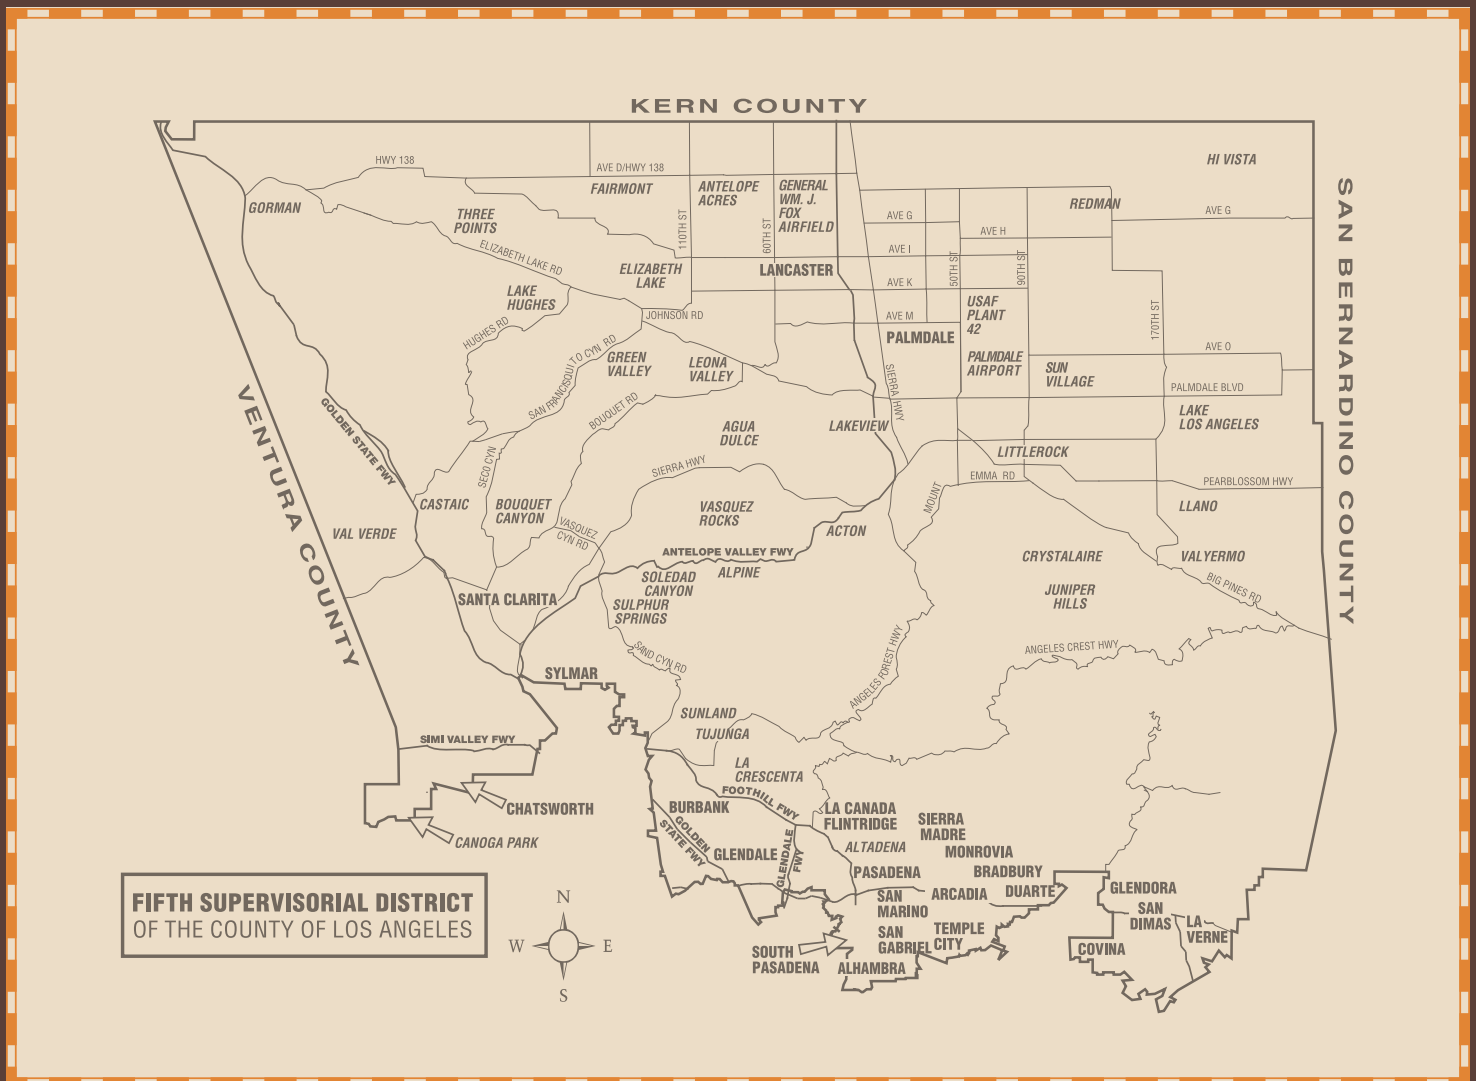 KERN COUNTY
HI VISTA
HWY 138
AVE D/HWY 138
FAIRMONT
ANTELOPE
ACRES
GENERAL
WM. J.
FOX
AIRFIELD
GORMAN
THREE
POINTS
110TH ST
60TH ST
AVE G
REDMAN
AVE G
AVE H
AVE I
SAN BERNARDINO COUNTY
ELIZABETH LAKE RD
ELIZABETH
LAKE
LANCASTER
50TH ST
90TH ST
AVE K
LAKE
HUGHES
HUGHES RD
JOHNSON RD
AVE M
USAF
PLANT
42
PALMDALE
170TH ST
AVE O
SAN FRANCISQUITO CYN RD
GREEN
VALLEY
LEONA
VALLEY
PALMDALE
AIRPORT
SUN
VILLAGE
SIERRA HWY
PALMDALE BLVD
VENTURA COUNTY
GOLDEN STATE FWY
BOUQUET RD
AGUA
DULCE
LAKEVIEW
LAKE
LOS ANGELES
LITTLEROCK
SECO CYN
SIERRA HWY
EMMA RD
MOUNT
PEARBLOSSOM HWY
CASTAIC
BOUQUET
CANYON
VASQUEZ
CYN RD
VASQUEZ
ROCKS
LLANO
VAL VERDE
ACTON
ANTELOPE VALLEY FWY
CRYSTALAIRE
VALYERMO
ALPINE
SOLEDAD
CANYON
BIG PINES RD
JUNIPER
HILLS
SANTA CLARITA
SULPHUR
SPRINGS
SAND CYN RD
ANGELES FOREST HWY
ANGELES CREST HWY
SYLMAR
SUNLAND
TUJUNGA
SIMI VALLEY FWY
LA
CRESCENTA
FOOTHILL FWY
CHATSWORTH
CANOGA PARK
BURBANK
GOLDEN
STATE FWY
LA CANADA
FLINTRIDGE
SIERRA
MADRE
GLENDALE
GLENDALE
FWY
ALTADENA
MONROVIA
PASADENA
BRADBURY
SAN
MARINO
ARCADIA
DUARTE
GLENDORA
SAN
DIMAS
LA
VERNE
SAN
GABRIEL
TEMPLE
CITY
COVINA
SOUTH
PASADENA
ALHAMBRA
FIFTH SUPERVISORIAL DISTRICT
OF THE COUNTY OF LOS ANGELES
N
W
E
S